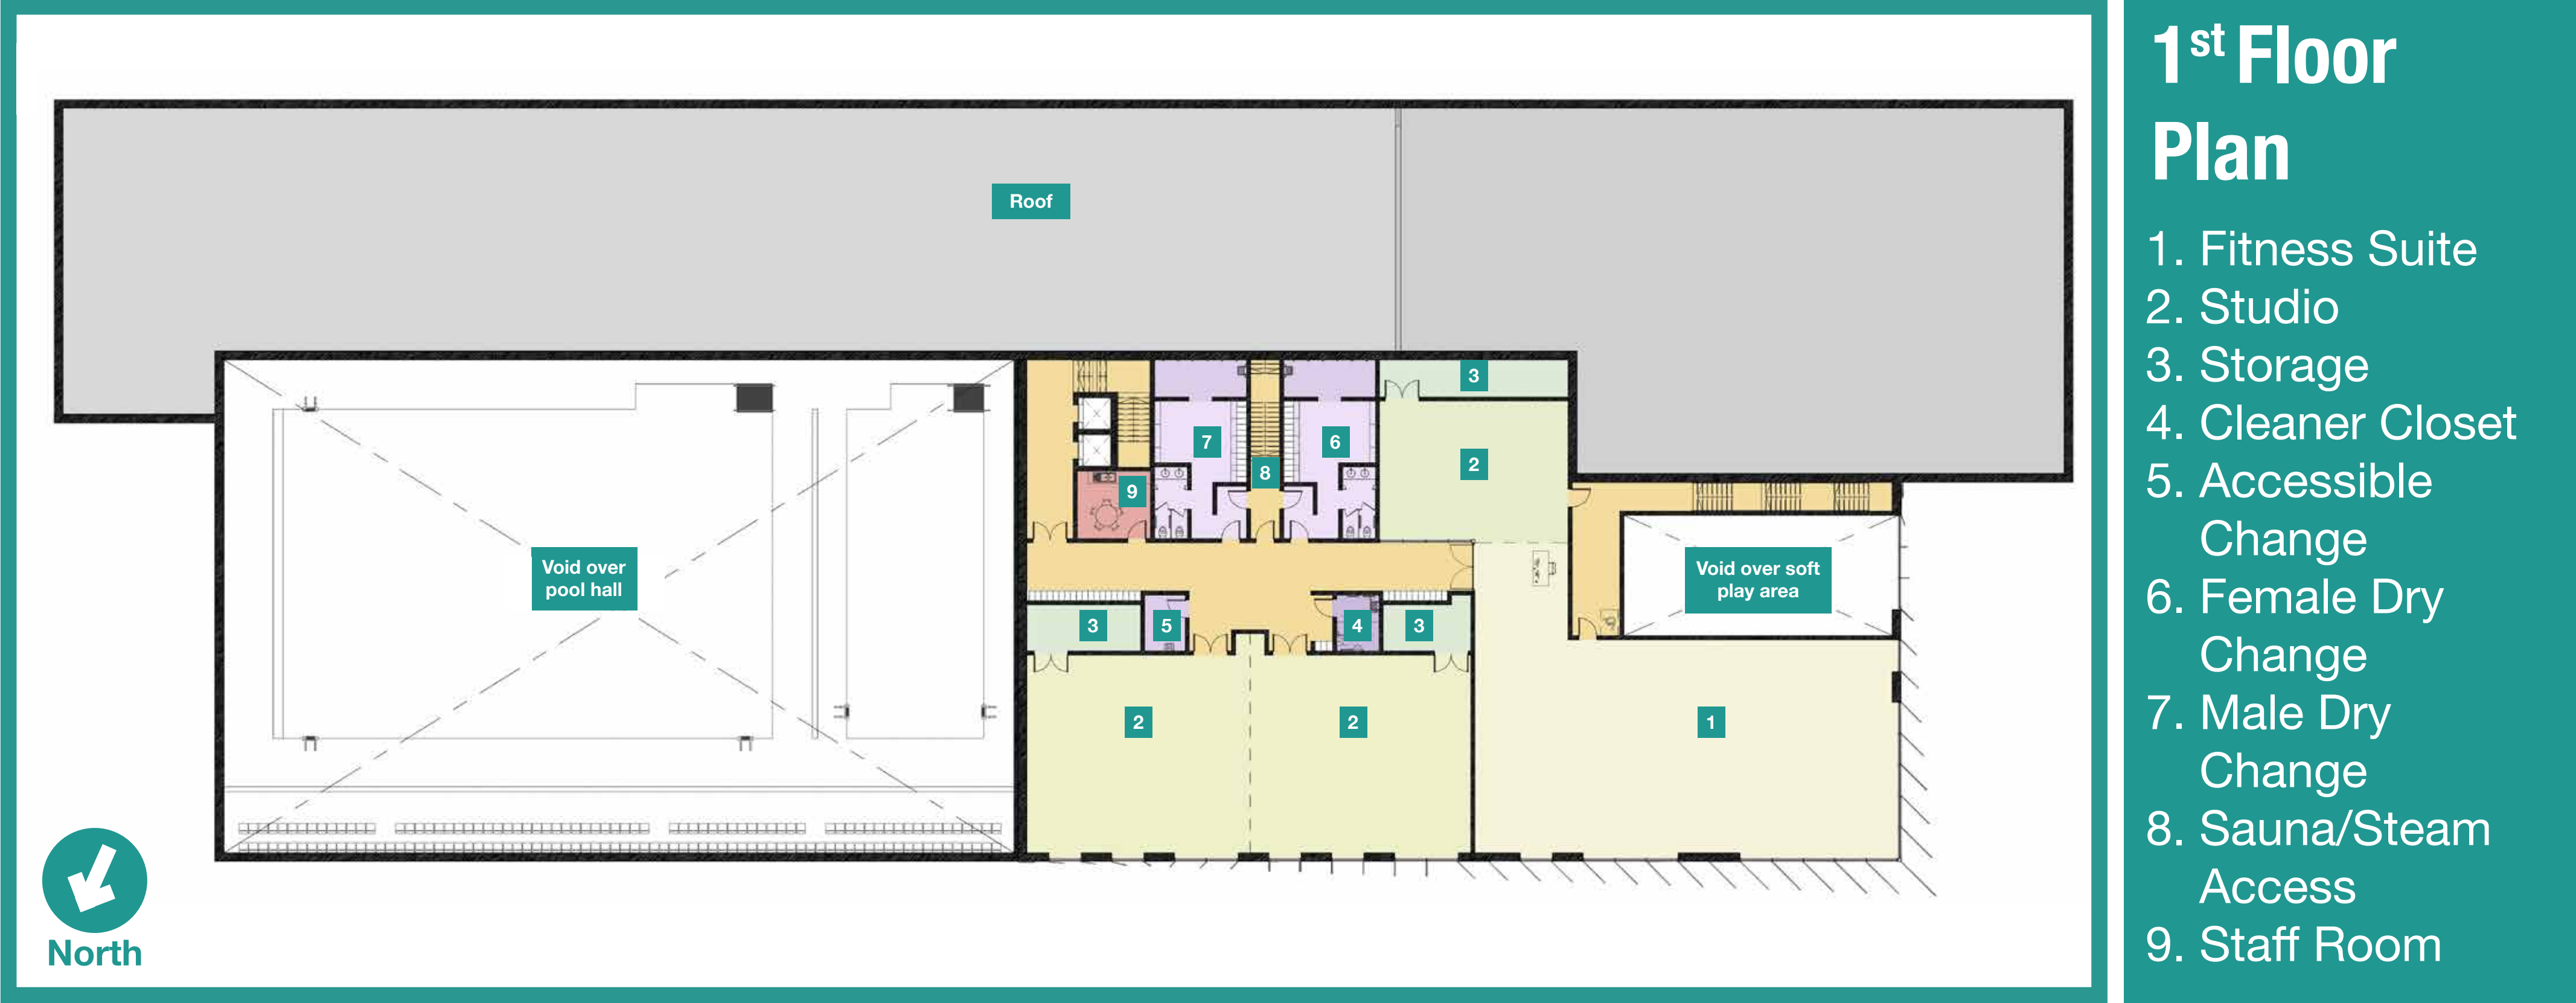 1st Floor
Plan
1. Fitness Suite
2. Studio
3. Storage
4. Cleaner Closet
5. Accessible
Change
6. Female Dry
Change
7. Male Dry
Change
8. Sauna/Steam
Access
9. Staff Room
Roof
3
7
6
2
8
9
Void over
pool hall
Void over soft
play area
3
5
4
3
2
2
1
North